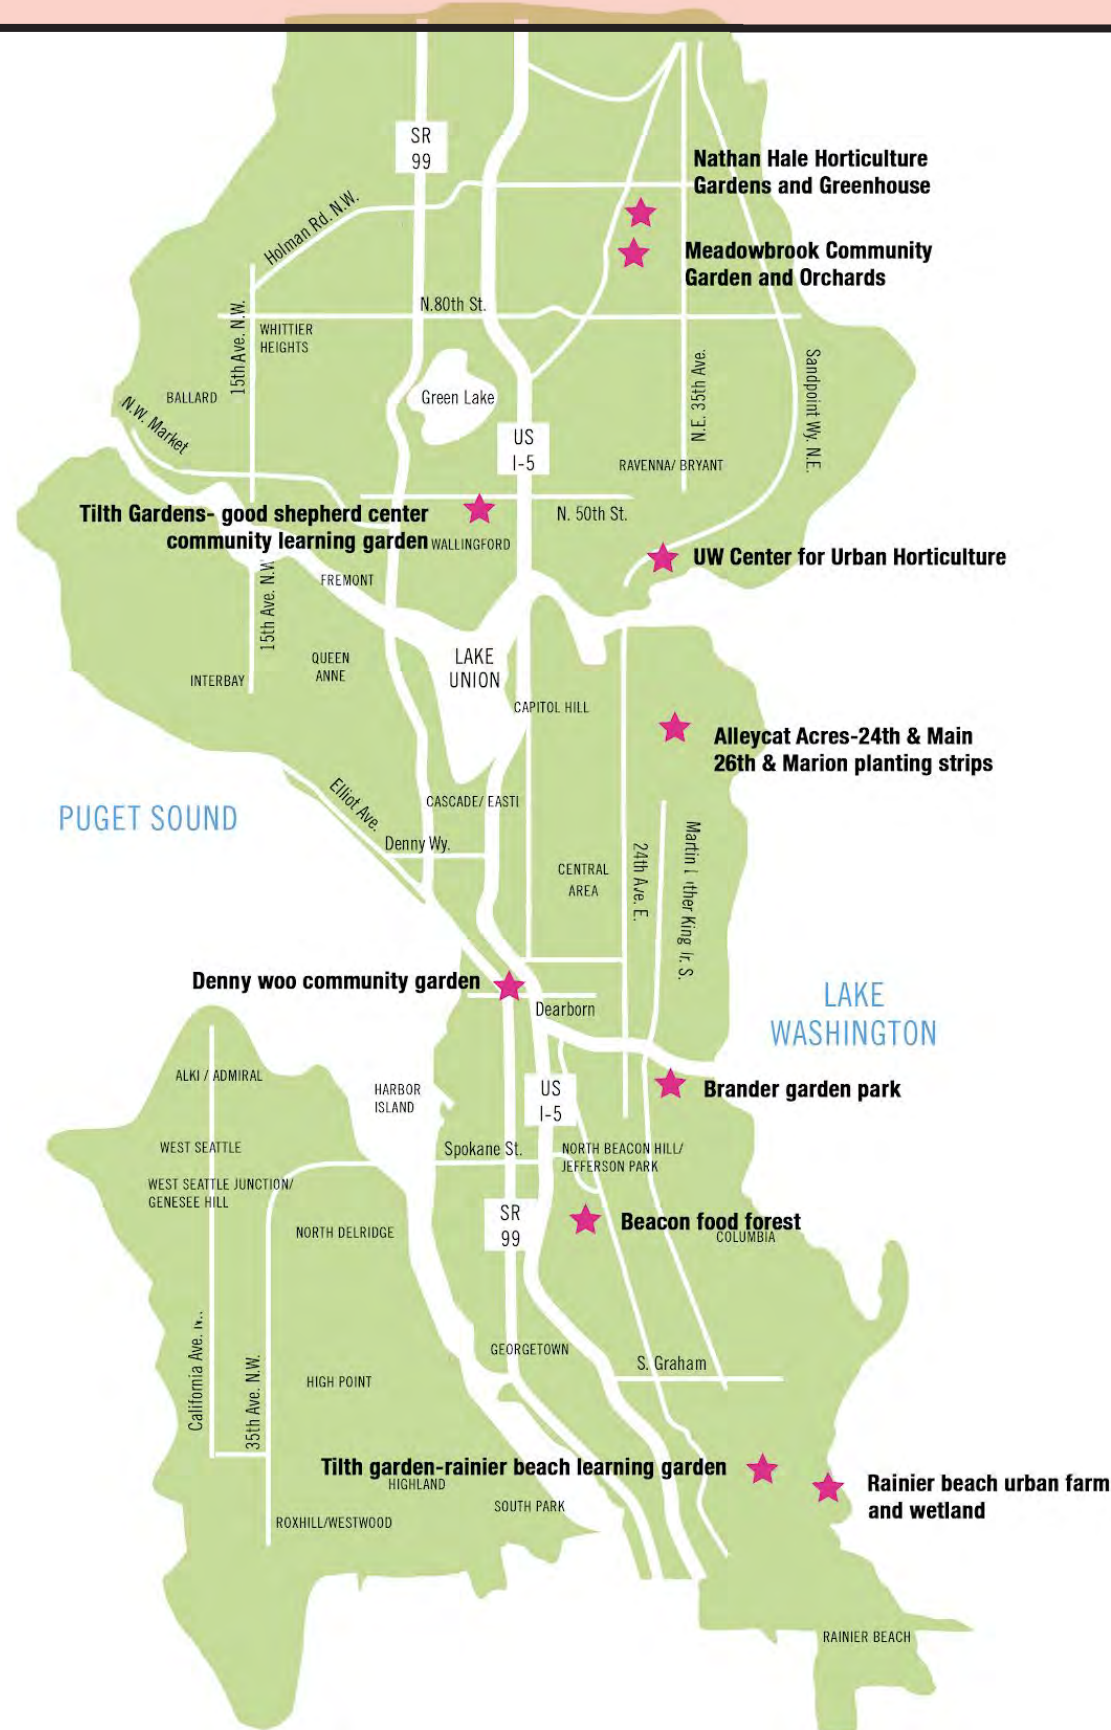 SR
99
Nathan Hale Horticulture
Gardens and Greenhouse
Holman Rd. N.W.
Meadowbrook Community
Garden and Orchards
N.80th St.
15th Ave. N.W.
WHITTIER
HEIGHTS
BALLARD
Green Lake
N.W. Market
US
I-5
N.E. 35th Ave.
Sandpoint Wy. N.E.
RAVENNA/ BRYANT
Tilth Gardens- good shepherd center
community learning garden
WALLINGFORD
N. 50th St.
UW Center for Urban Horticulture
FREMONT
15th Ave. N.W
QUEEN
ANNE
INTERBAY
LAKE
UNION
CAPITOL HILL
Alleycat Acres-24th & Main
26th & Marion planting strips
PUGET SOUND
Elliot Ave.
CASCADE/ EASTL
Denny Wy.
CENTRAL
AREA
24th Ave. E.
Martin L ther King Jr. S.
Denny woo community garden
Dearborn
LAKE
WASHINGTON
ALKI / ADMIRAL
HARBOR
ISLAND
US
I-5
Brander garden park
WEST SEATTLE
Spokane St.
NORTH BEACON HILL/
JEFFERSON PARK
WEST SEATTLE JUNCTION/
GENESEE HILL
NORTH DELRIDGE
SR
99
Beacon food forest
COLUMBIA
California Ave.
35th Ave. N.W.
GEORGETOWN
S. Graham
HIGH POINT
Tilth garden-rainier beach learning garden
HIGHLAND
Rainier beach urban farm
and wetland
SOUTH PARK
ROXHILL/WESTWOOD
RAINIER BEACH